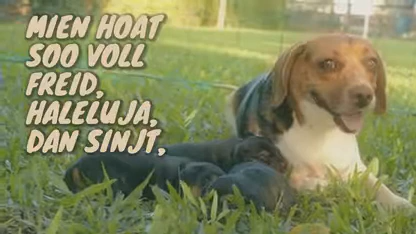 MIEN HOAT
SOO VOLL
FREID,
HALELUJA,
DAN SINJT,